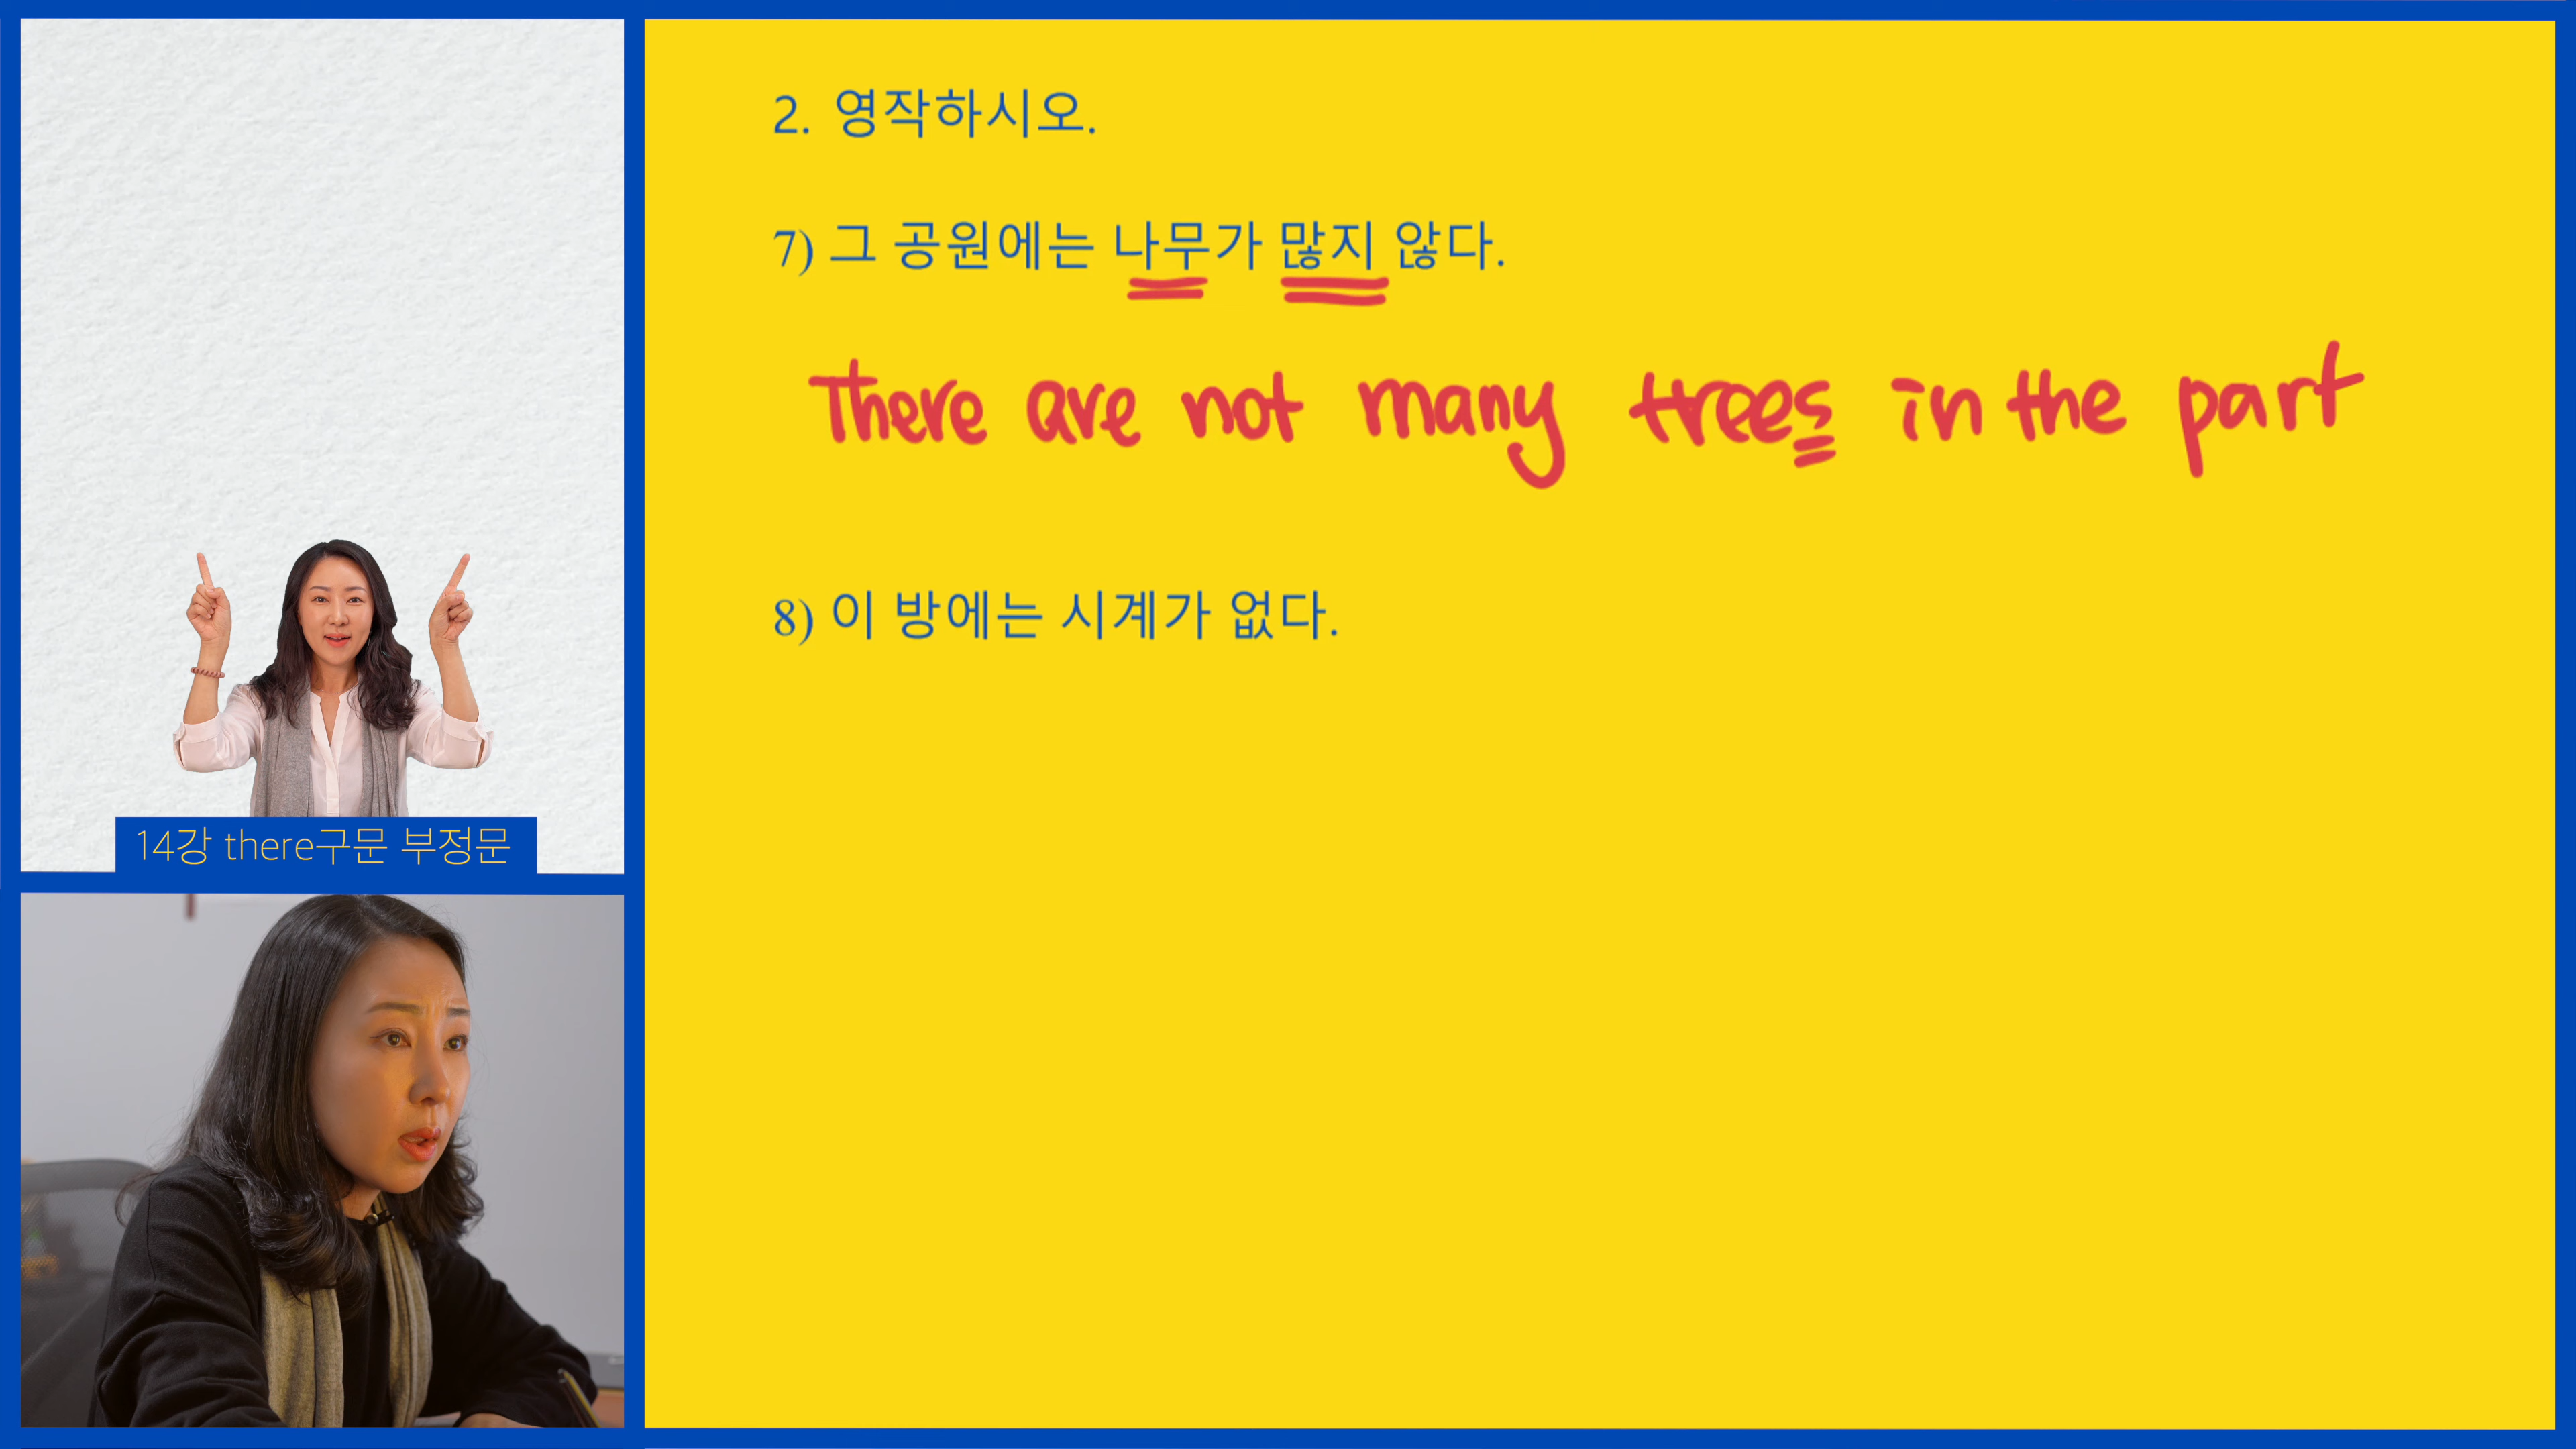 2. 영작하시오.
7) 그 공원에는 나무가 많지 않다.
There are not many trees in the part
8) 이 방에는 시계가 없다.
14강 there구문 부정문